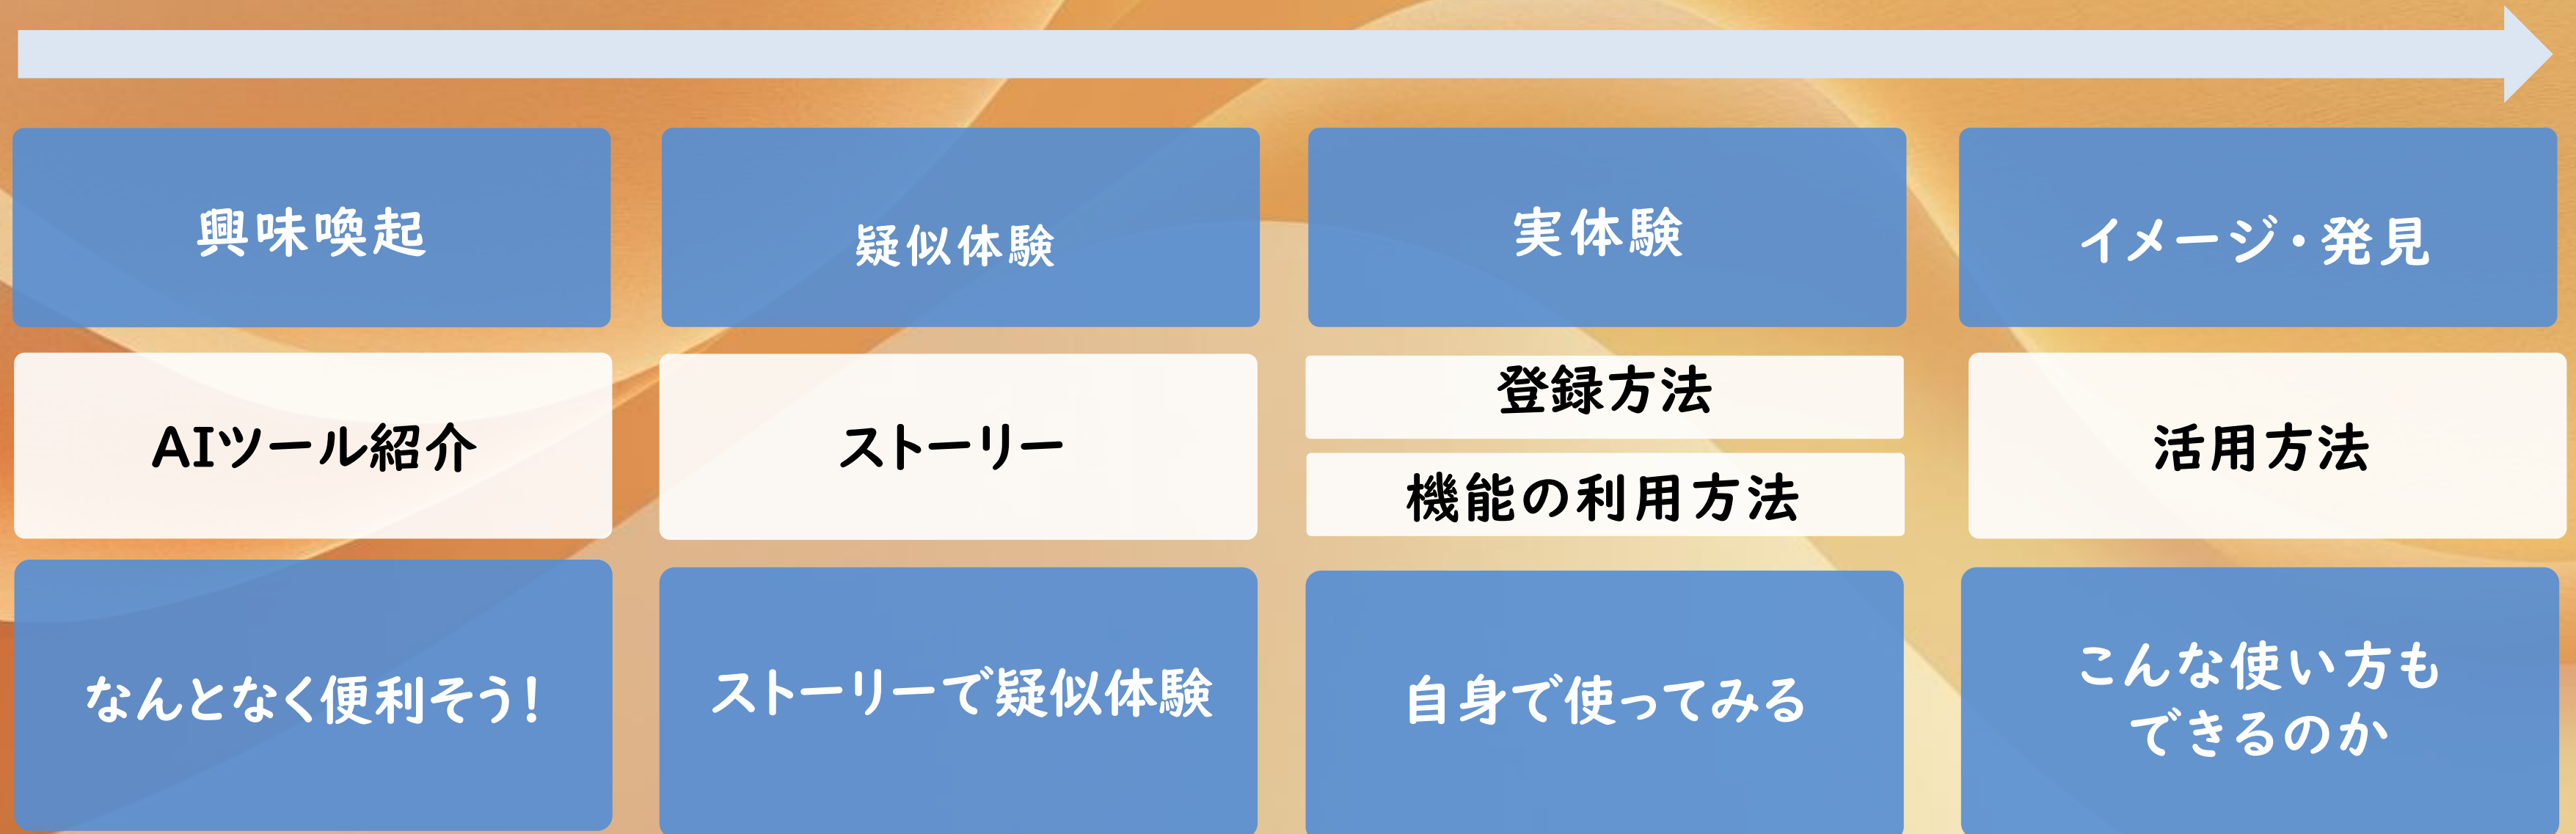 興味喚起
疑似体験
実体験
イメージ・発見
AIツール紹介
ストーリー
登録方法
機能の利用方法
活用方法
なんとなく便利そう!
ストーリーで疑似体験
自身で使ってみる
こんな使い方も
できるのか